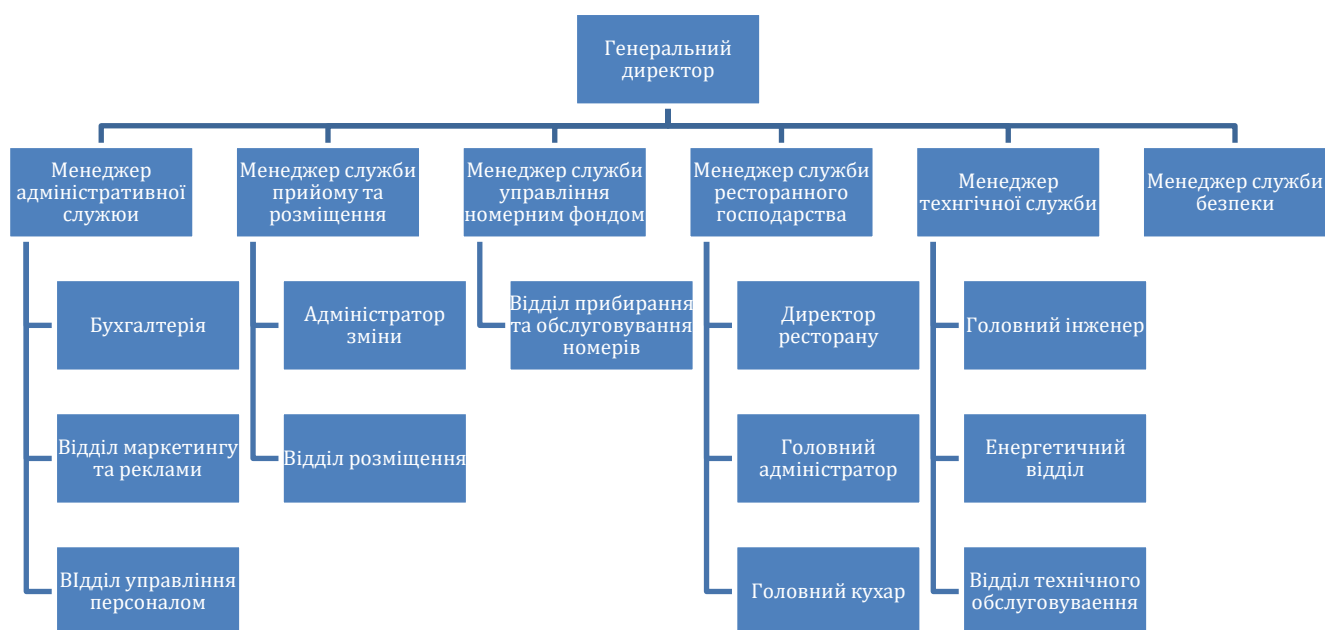 Генеральний
директор
Менеджер
адміністративної
служюи
Менеджер служби
прийому та
розміщення
Менеджер служби
управління
номерним фондом
Менеджер служби
ресторанного
господарства
Менеджер
технгічної служби
Менеджер служби
безпеки
Бухгалтерія
Адміністратор
зміни
Відділ прибирання
та обслуговування
номерів
Директор
ресторану
Головний інженер
Відділ маркетингу
та реклами
Відділ розміщення
Головний
адміністратор
Енергетичний
відділ
ВІдділ управління
персоналом
Головний кухар
Відділ технічного
обслуговуваення